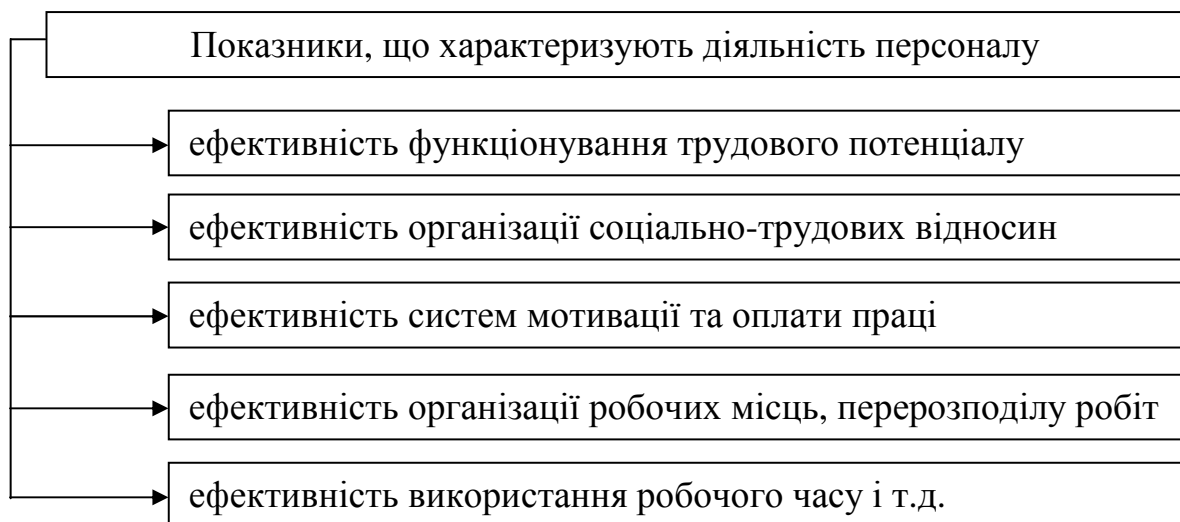 Показники, що характеризують діяльність персоналу
ефективність функціонування трудового потенціалу
ефективність організації соціально-трудових відносин
ефективність систем мотивації та оплати праці
ефективність організації робочих місць, перерозподілу робіт
ефективність використання робочого часу і т.д.